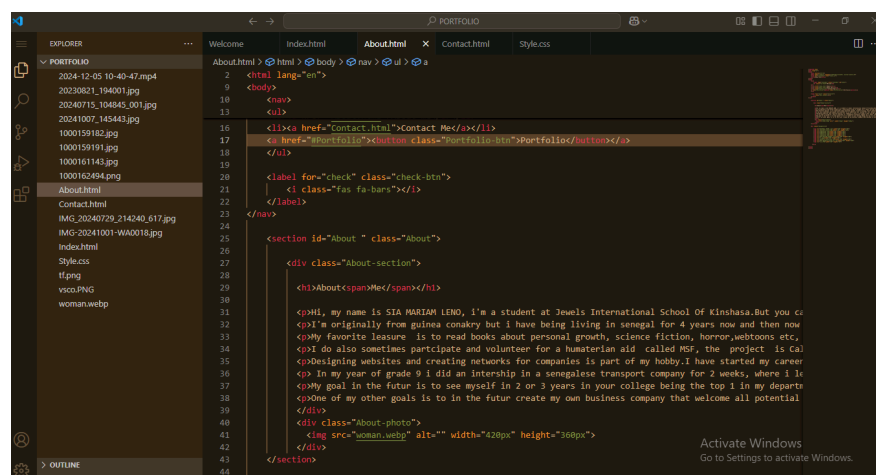 PORTFOLIO
EXPLORER
Welcome Index.html About.html Contact.html Style.css
PORTFOLIO
2024-12-05 10-40-47.mp4
20230821_194001.jpg
20240715_104845_001.jpg
20241007_145443.jpg
1000159182.jpg
1000159191.jpg
1000161143.jpg
1000162494.png
About.html
Contact.html
IMG_20240729_214240_617.jpg
IMG-20241001-WA0018.jpg
Index.html
Style.css
tf.png
vsco.PNG
woman.webp
OUTLINE
About.html > html > body > nav > ul > a
2 <html lang="en">
9 <body>
10 <nav>
13 <ul>
16 <li><a href="Contact.html">Contact Me</a></li>
17 <a href="#Portfolio"><button class="Portfolio-btn">Portfolio</button></a>
18 </ul>
19
20 <label for="check" class="check-btn">
21 <i class="fas fa-bars"></i>
22 </label>
23 </nav>
24
25 <section id="About " class="About">
26
27 <div class="About-section">
28
29 <h1>About<span>Me</span></h1>
30
31 <p>Hi, my name is SIA MARIAM LENO, i'm a student at Jewels International School Of Kinshasa.But you ca
32 <p>I'm originally from guinea conakry but i have being living in senegal for 4 years now and then now
33 <p>My favorite leasure is to read books about personal growth, science fiction, horror,webtoons etc,
34 <p>I do also sometimes partcipate and volunteer for a humaterian aid called MSF, the project is Cal
35 <p>Designing websites and creating networks for companies is part of my hobby.I have started my career
36 <p> In my year of grade 9 i did an intership in a senegalese transport company for 2 weeks, where i le
37 <p>My goal in the futur is to see myself in 2 or 3 years in your college being the top 1 in my departm
38 <p>One of my other goals is to in the futur create my own business company that welcome all potential
39 </div>
40 <div class="About-photo">
41 <img src="woman.webp" alt="" width="420px" height="360px">
42 </div>
43 </section>
44
Activate Windows
Go to Settings to activate Windows.